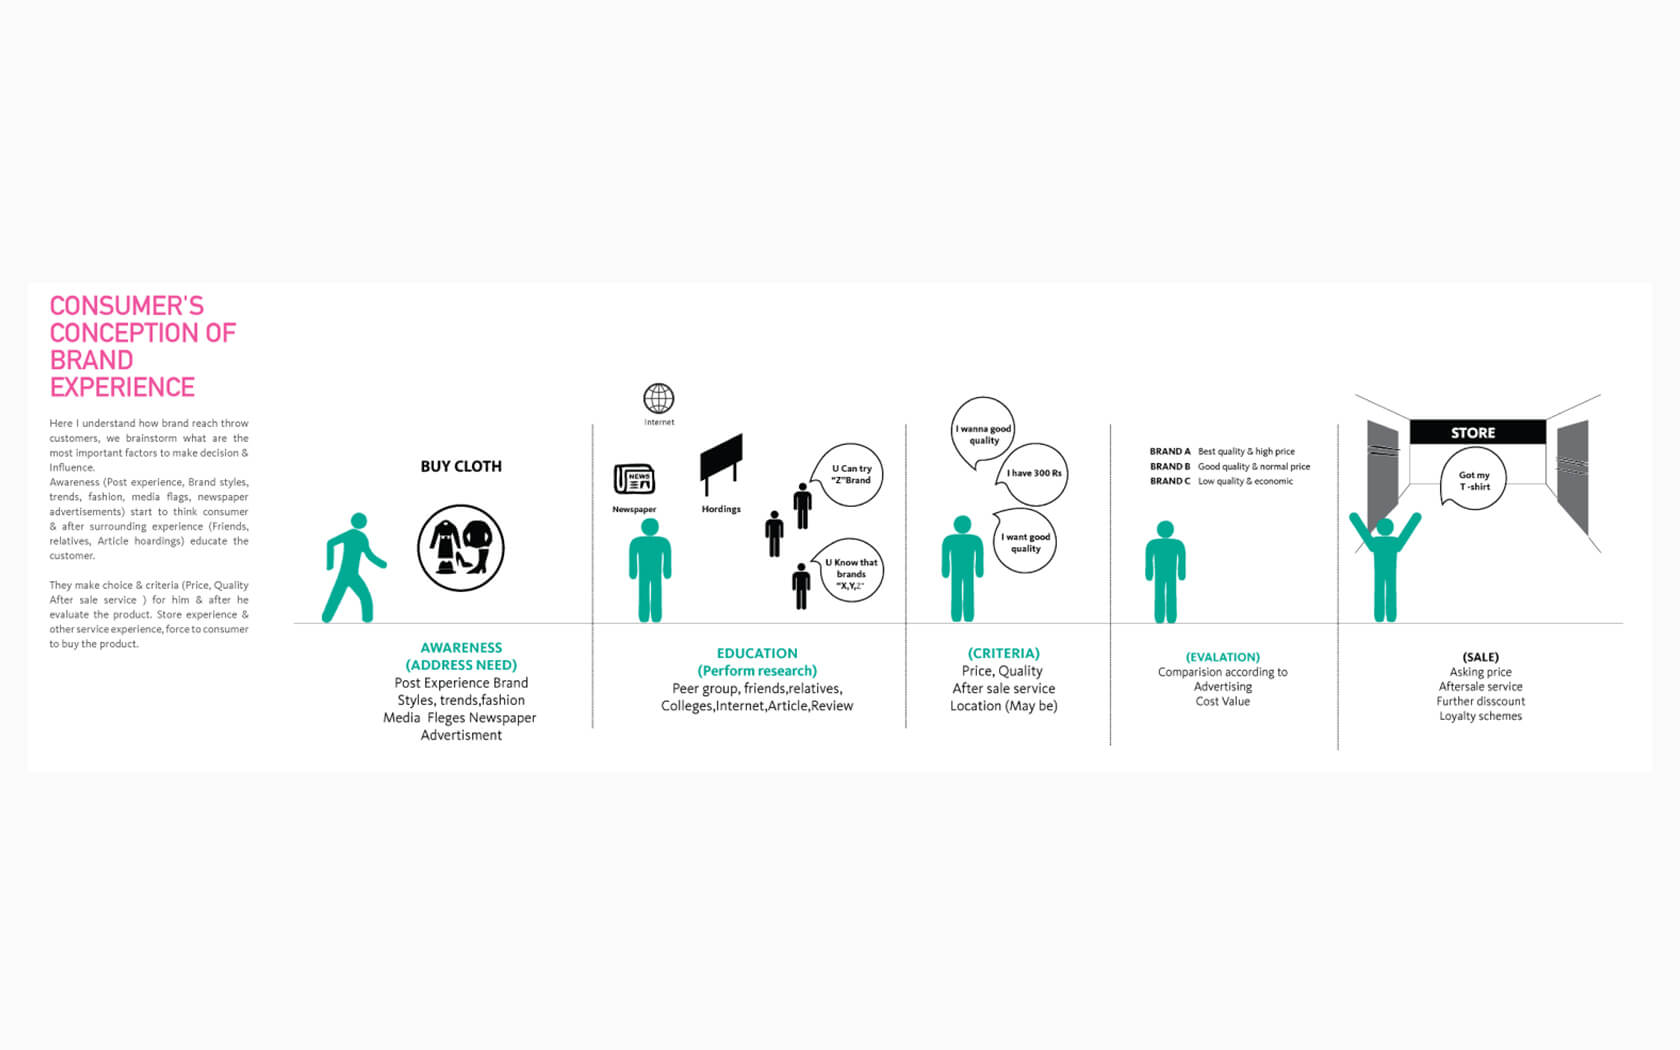 CONSUMER'S
CONCEPTION OF
BRAND
EXPERIENCE
Here I understand how brand reach throw
customers, we brainstorm what are the
most important factors to make decision &
Influence.
Awareness (Post experience, Brand styles,
trends, fashion, media flags, newspaper
advertisements) start to think consumer
& after surrounding experience (Friends,
relatives, Article hoardings) educate the
customer.
They make choice & criteria (Price, Quality
After sale service ) for him & after he
evaluate the product. Store experience &
other service experience, force to consumer
to buy the product.
BUY CLOTH
AWARENESS
(ADDRESS NEED)
Post Experience Brand
Styles, trends,fashion
Media Fleges Newspaper
Advertisment
Internet
NEWS
Newspaper
Hordings
U Can try
"Z"Brand
U Know that
brands
"X,Y,Z"
EDUCATION
(Perform research)
Peer group, friends,relatives,
Colleges,Internet,Article,Review
I wanna good
quality
I have 300 Rs
I want good
quality
(CRITERIA)
Price, Quality
After sale service
Location (May be)
BRAND A Best quality & high price
BRAND B Good quality & normal price
BRAND C Low quality & economic
(EVALATION)
Comparision according to
Advertising
Cost Value
STORE
Got my
T -shirt
(SALE)
Asking price
Aftersale service
Further disscount
Loyalty schemes